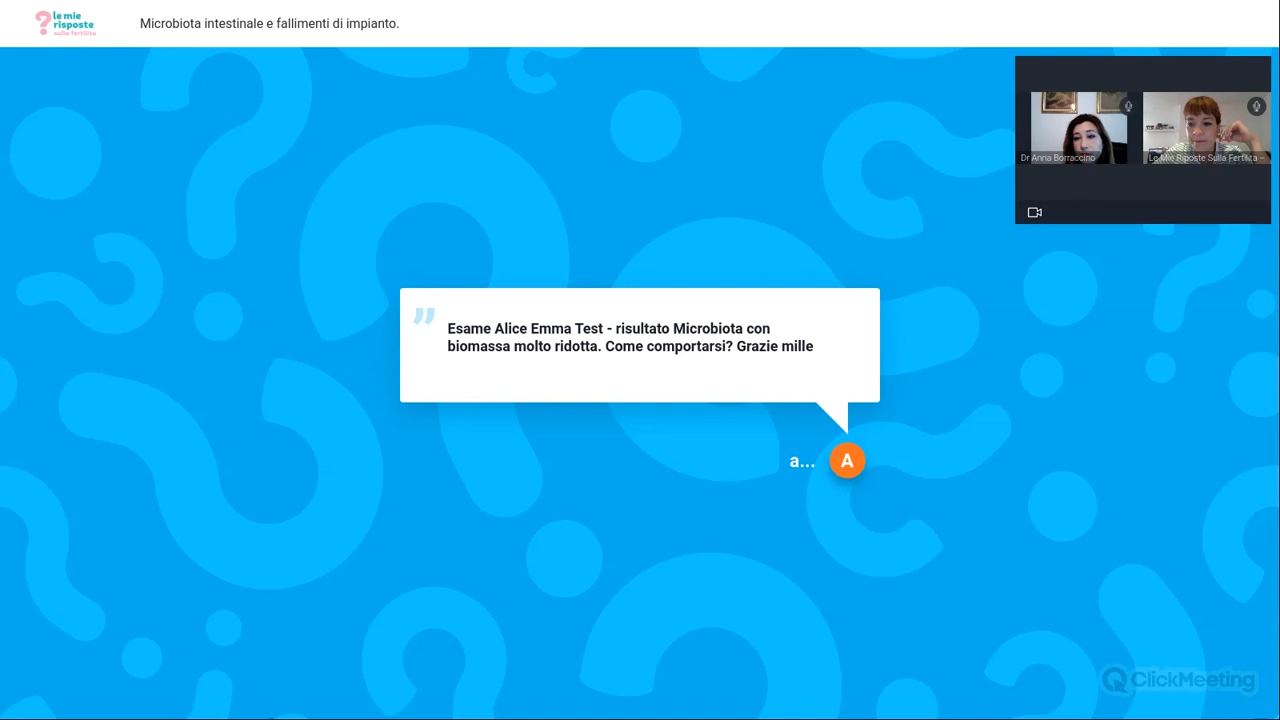 le mie
risposte
sulla fertilità
Microbiota intestinale e fallimenti di impianto.
Dr Anna Borraccino
Le Mie Riposte Sulla Fertilità –
Esame Alice Emma Test - risultato Microbiota con
biomassa molto ridotta. Come comportarsi? Grazie mille
a...
A
ClickMeeting